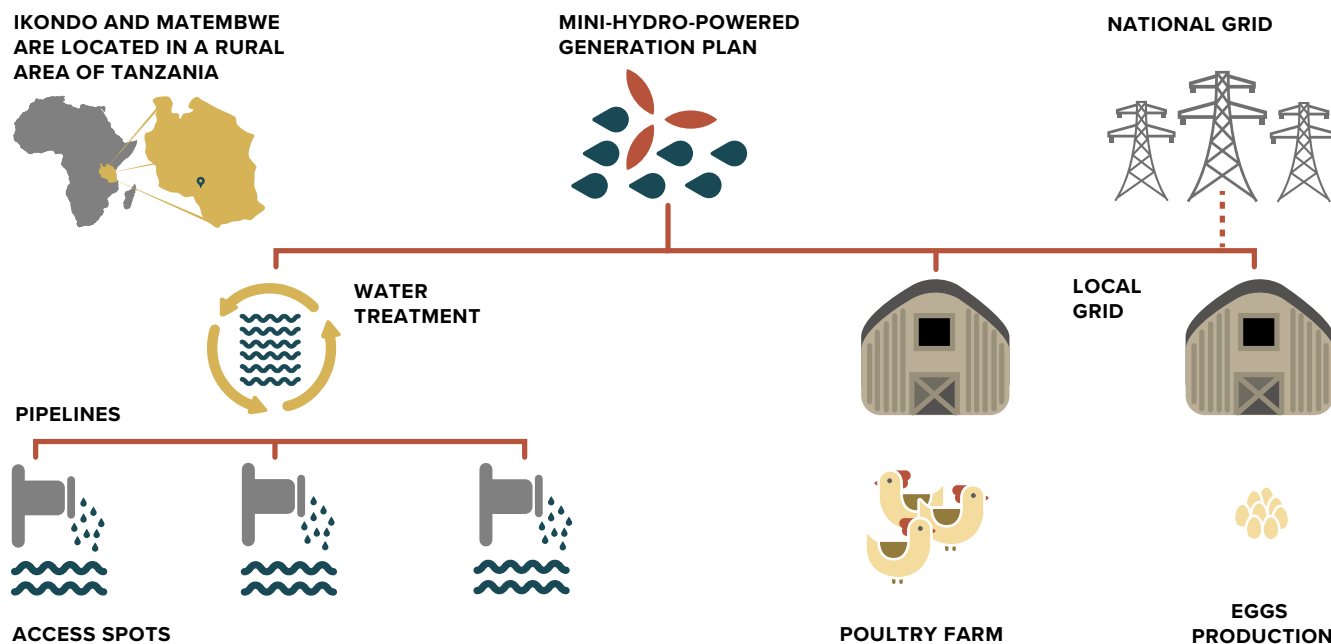 IKONDO AND MATEMBWE
ARE LOCATED IN A RURAL
AREA OF TANZANIA
MINI-HYDRO-POWERED
GENERATION PLAN
NATIONAL GRID
WATER
TREATMENT
LOCAL
GRID
PIPELINES
ACCESS SPOTS
POULTRY FARM
EGGS
PRODUCTION